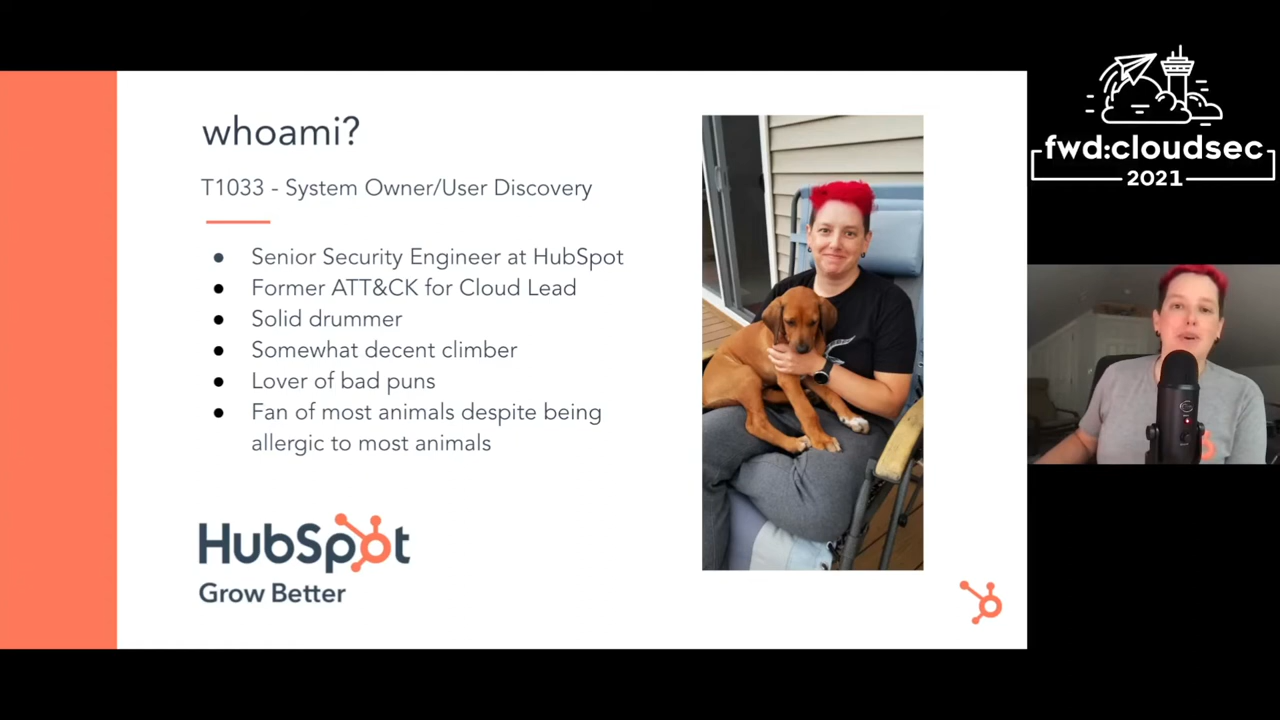 whoami?
T1033 - System Owner/User Discovery
● Senior Security Engineer at HubSpot
● Former ATT&CK for Cloud Lead
● Solid drummer
● Somewhat decent climber
● Lover of bad puns
● Fan of most animals despite being
allergic to most animals
HubSpot
Grow Better
fwd:cloudsec
2021